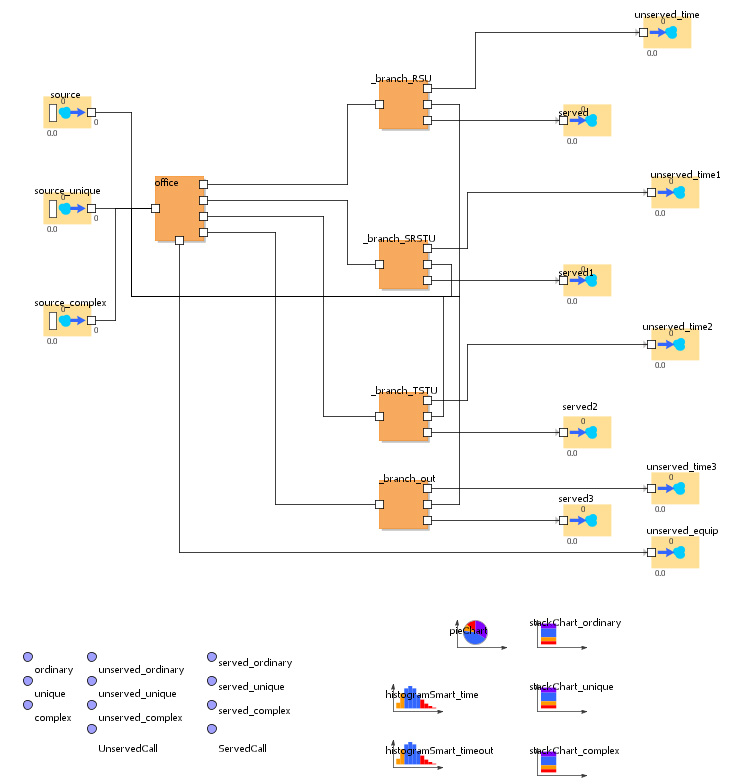 unserved_time
0
0.0
_branch_RSU
source
0
0.0
0
served
0
0.0
office
source_unique
0
0.0
0
unserved_time1
0
0.0
_branch_SRSTU
served1
0
0.0
source_complex
0
0.0
0
unserved_time2
0
0.0
_branch_TSTU
served2
0
0.0
_branch_out
unserved_time3
0
0.0
served3
0
0.0
unserved_equip
0
0.0
pieChart
stackChart_ordinary
ordinary
unserved_ordinary
served_ordinary
unique
unserved_unique
served_unique
histogramSmart_time
stackChart_unique
complex
unserved_complex
served_complex
UnservedCall
ServedCall
histogramSmart_timeout
stackChart_complex